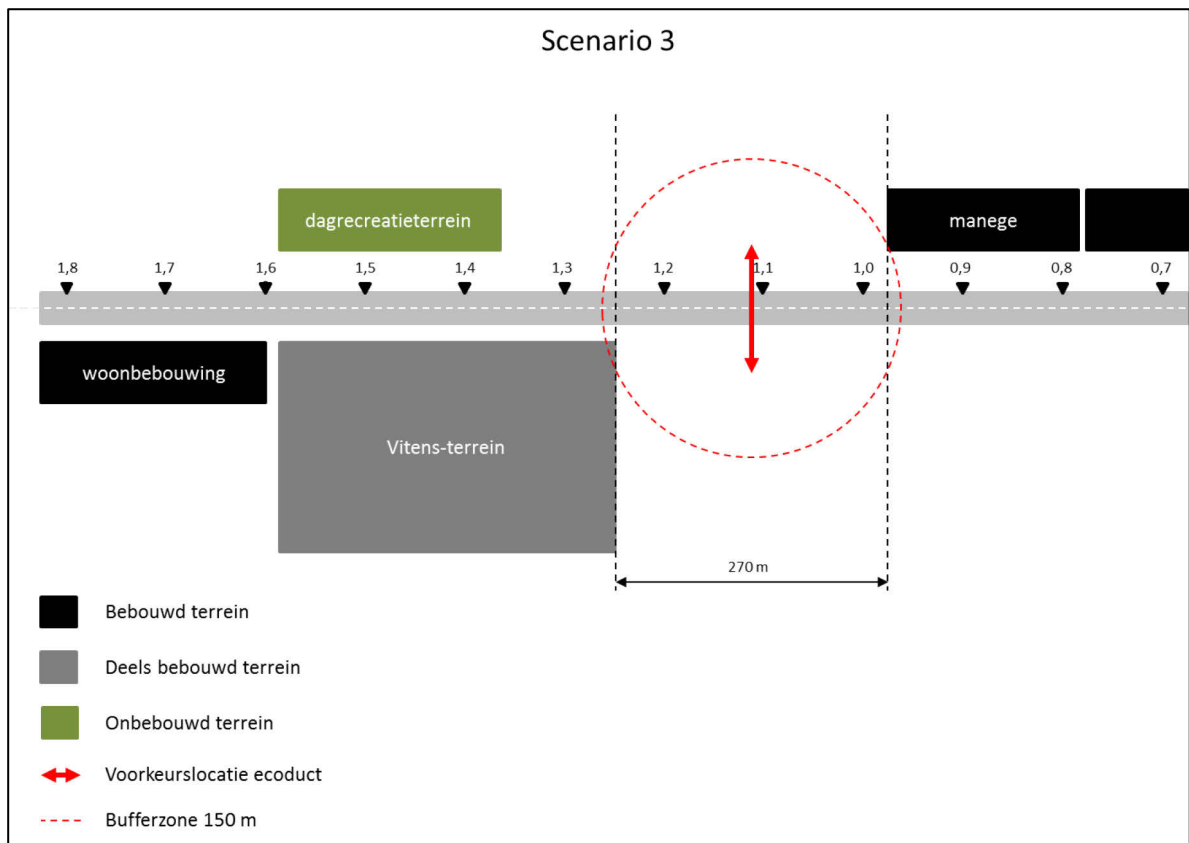 Scenario 3
dagrecreatieterrein
manege
1,8 1,7 1,6 1,5 1,4 1,3 1,2 1,1 1,0 0,9 0,8 0,7
woonbebouwing
Vitens-terrein
270 m
Bebouwd terrein
Deels bebouwd terrein
Onbebouwd terrein
Voorkeurslocatie ecoduct
Bufferzone 150 m